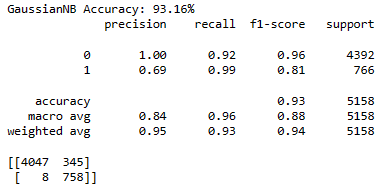 GaussianNB Accuracy: 93.16%
precision recall f1-score support
0 1.00 0.92 0.96 4392
1 0.69 0.99 0.81 766
accuracy 0.93 5158
macro avg 0.84 0.96 0.88 5158
weighted avg 0.95 0.93 0.94 5158
[[4047 345]
[ 8 758]]